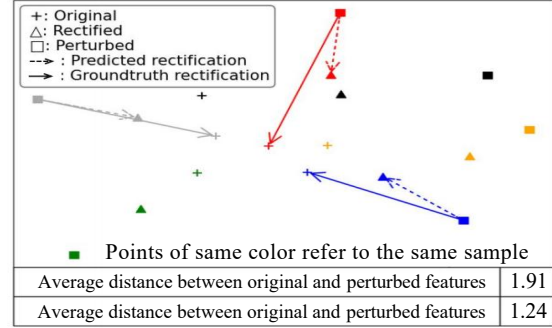 +: Original
△: Rectified
□: Perturbed
--->: Predicted rectification
→: Groundtruth rectification
Points of same color refer to the same sample
Average distance between original and perturbed features 1.91
Average distance between original and perturbed features 1.24